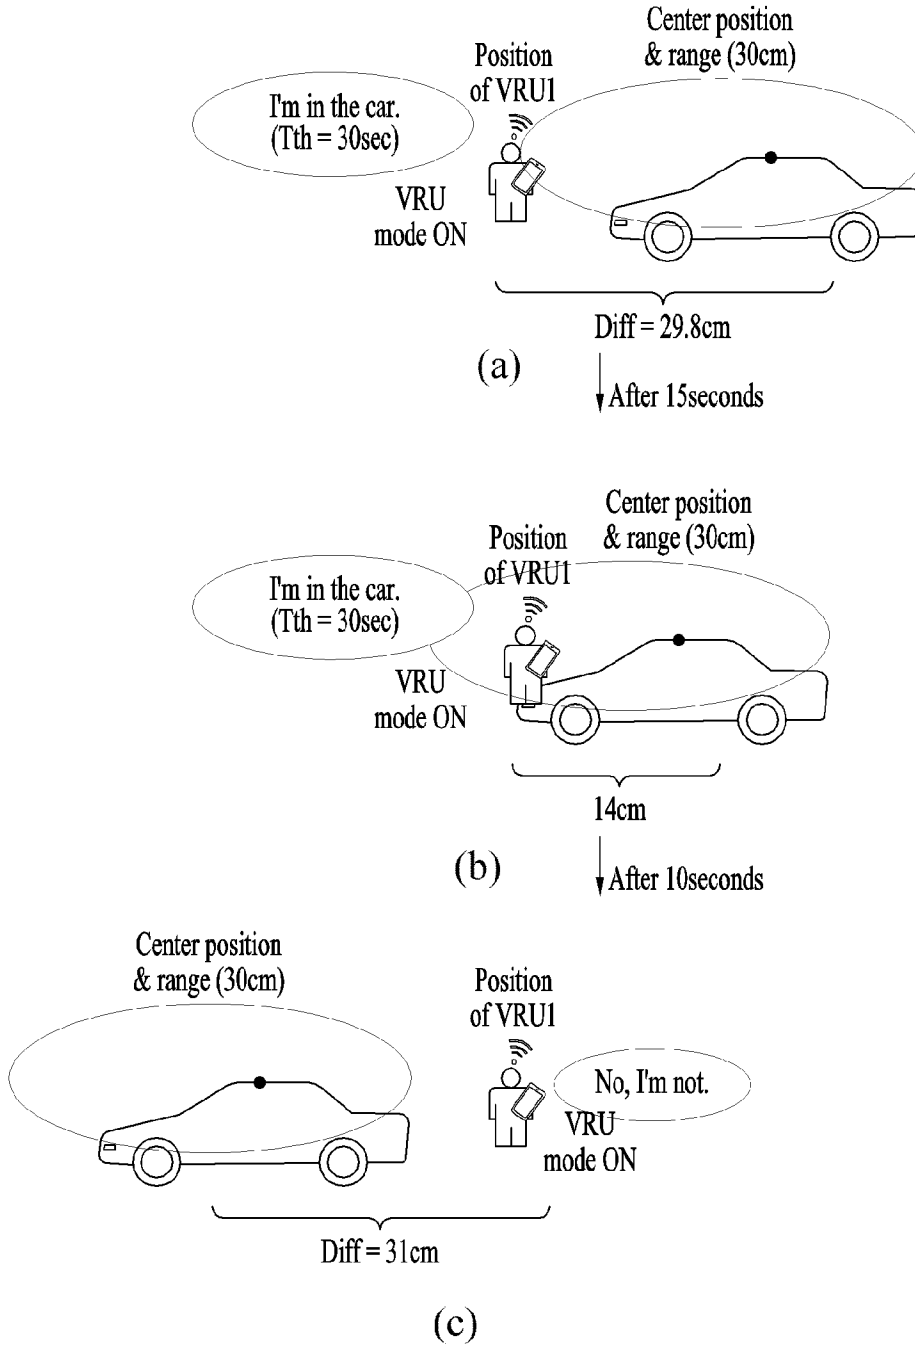 Center position
& range (30cm)
Position
of VRU1
I'm in the car.
(Tth = 30sec)
VRU
mode ON
Diff = 29.8cm
(a)
After 15seconds
Center position
& range (30cm)
Position
of VRU1
I'm in the car.
(Tth = 30sec)
VRU
mode ON
14cm
(b)
After 10seconds
Center position
& range (30cm)
Position
of VRU1
No, I'm not.
VRU
mode ON
Diff = 31cm
(c)